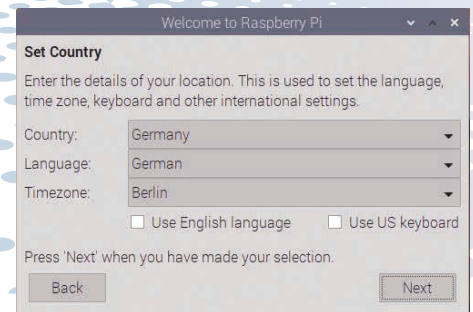 Welcome to Raspberry Pi
Set Country
Enter the details of your location. This is used to set the language,
time zone, keyboard and other international settings.
Country: Germany
Language: German
Timezone: Berlin
Use English language Use US keyboard
Press 'Next' when you have made your selection.
Back Next